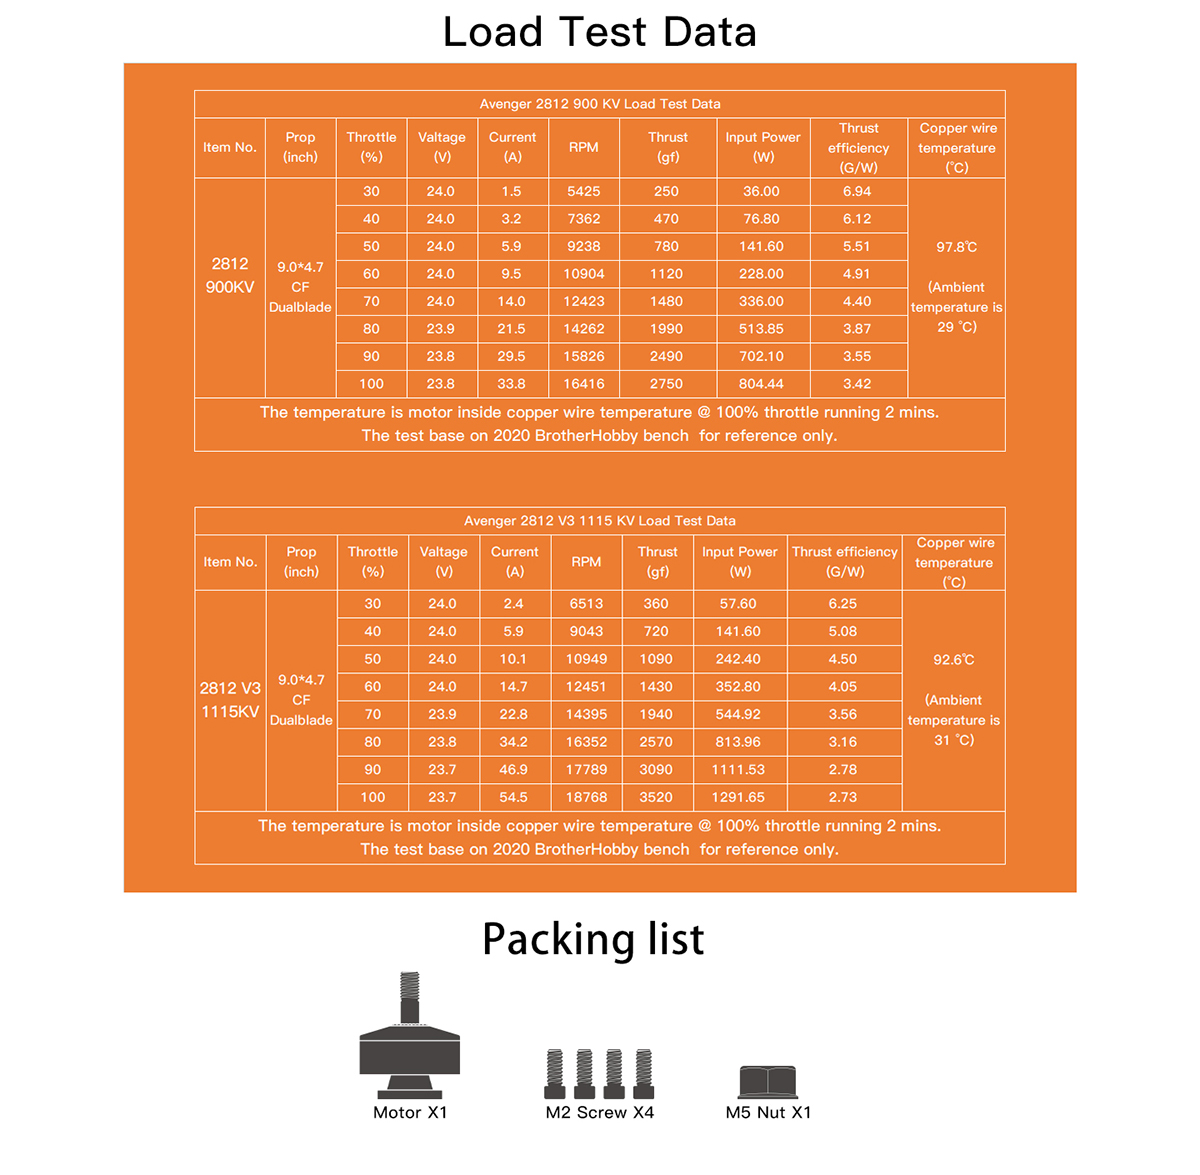 Load Test Data
Avenger 2812 900 KV Load Test Data
Item No. Prop (inch) Throttle (%) Valtage (V) Current (A) RPM Thrust (gf) Input Power (W) Thrust efficiency (G/W) Copper wire temperature (℃)
2812 900KV 9.0*4.7 CF Dualblade
30 24.0 1.5 5425 250 36.00 6.94
40 24.0 3.2 7362 470 76.80 6.12
50 24.0 5.9 9238 780 141.60 5.51
60 24.0 9.5 10904 1120 228.00 4.91
70 24.0 14.0 12423 1480 336.00 4.40
80 23.9 21.5 14262 1990 513.85 3.87
90 23.8 29.5 15826 2490 702.10 3.55
100 23.8 33.8 16416 2750 804.44 3.42
97.8℃
(Ambient
temperature is
29 ℃)
The temperature is motor inside copper wire temperature @ 100% throttle running 2 mins.
The test base on 2020 BrotherHobby bench for reference only.
Avenger 2812 V3 1115 KV Load Test Data
Item No. Prop (inch) Throttle (%) Valtage (V) Current (A) RPM Thrust (gf) Input Power (W) Thrust efficiency (G/W) Copper wire temperature (℃)
2812 V3 1115KV 9.0*4.7 CF Dualblade
30 24.0 2.4 6513 360 57.60 6.25
40 24.0 5.9 9043 720 141.60 5.08
50 24.0 10.1 10949 1090 242.40 4.50
60 24.0 14.7 12451 1430 352.80 4.05
70 23.9 22.8 14395 1940 544.92 3.56
80 23.8 34.2 16352 2570 813.96 3.16
90 23.7 46.9 17789 3090 1111.53 2.78
100 23.7 54.5 18768 3520 1291.65 2.73
92.6℃
(Ambient
temperature is
31 ℃)
The temperature is motor inside copper wire temperature @ 100% throttle running 2 mins.
The test base on 2020 BrotherHobby bench for reference only.
Packing list
Motor X1
M2 Screw X4
M5 Nut X1